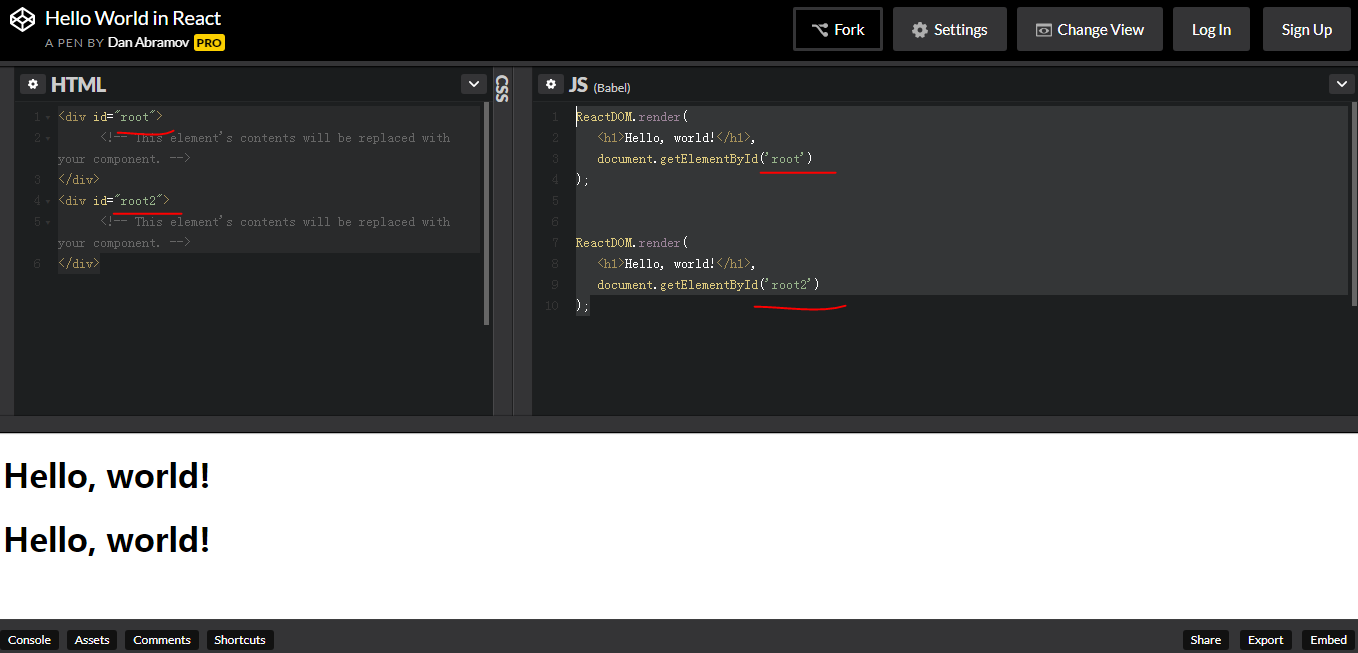 Hello World in React
A PEN BY Dan Abramov PRO
Fork
Settings
Change View
Log In
Sign Up
HTML
1 <div id="root">
2 <!-- This element's contents will be replaced with
your component. -->
3 </div>
4 <div id="root2">
5 <!-- This element's contents will be replaced with
your component. -->
6 </div>
CSS
JS (Babel)
1 ReactDOM.render(
2 <h1>Hello, world!</h1>,
3 document.getElementById('root')
4 );
5
6
7 ReactDOM.render(
8 <h1>Hello, world!</h1>,
9 document.getElementById('root2')
10 );
Hello, world!
Hello, world!
Console
Assets
Comments
Shortcuts
Share
Export
Embed